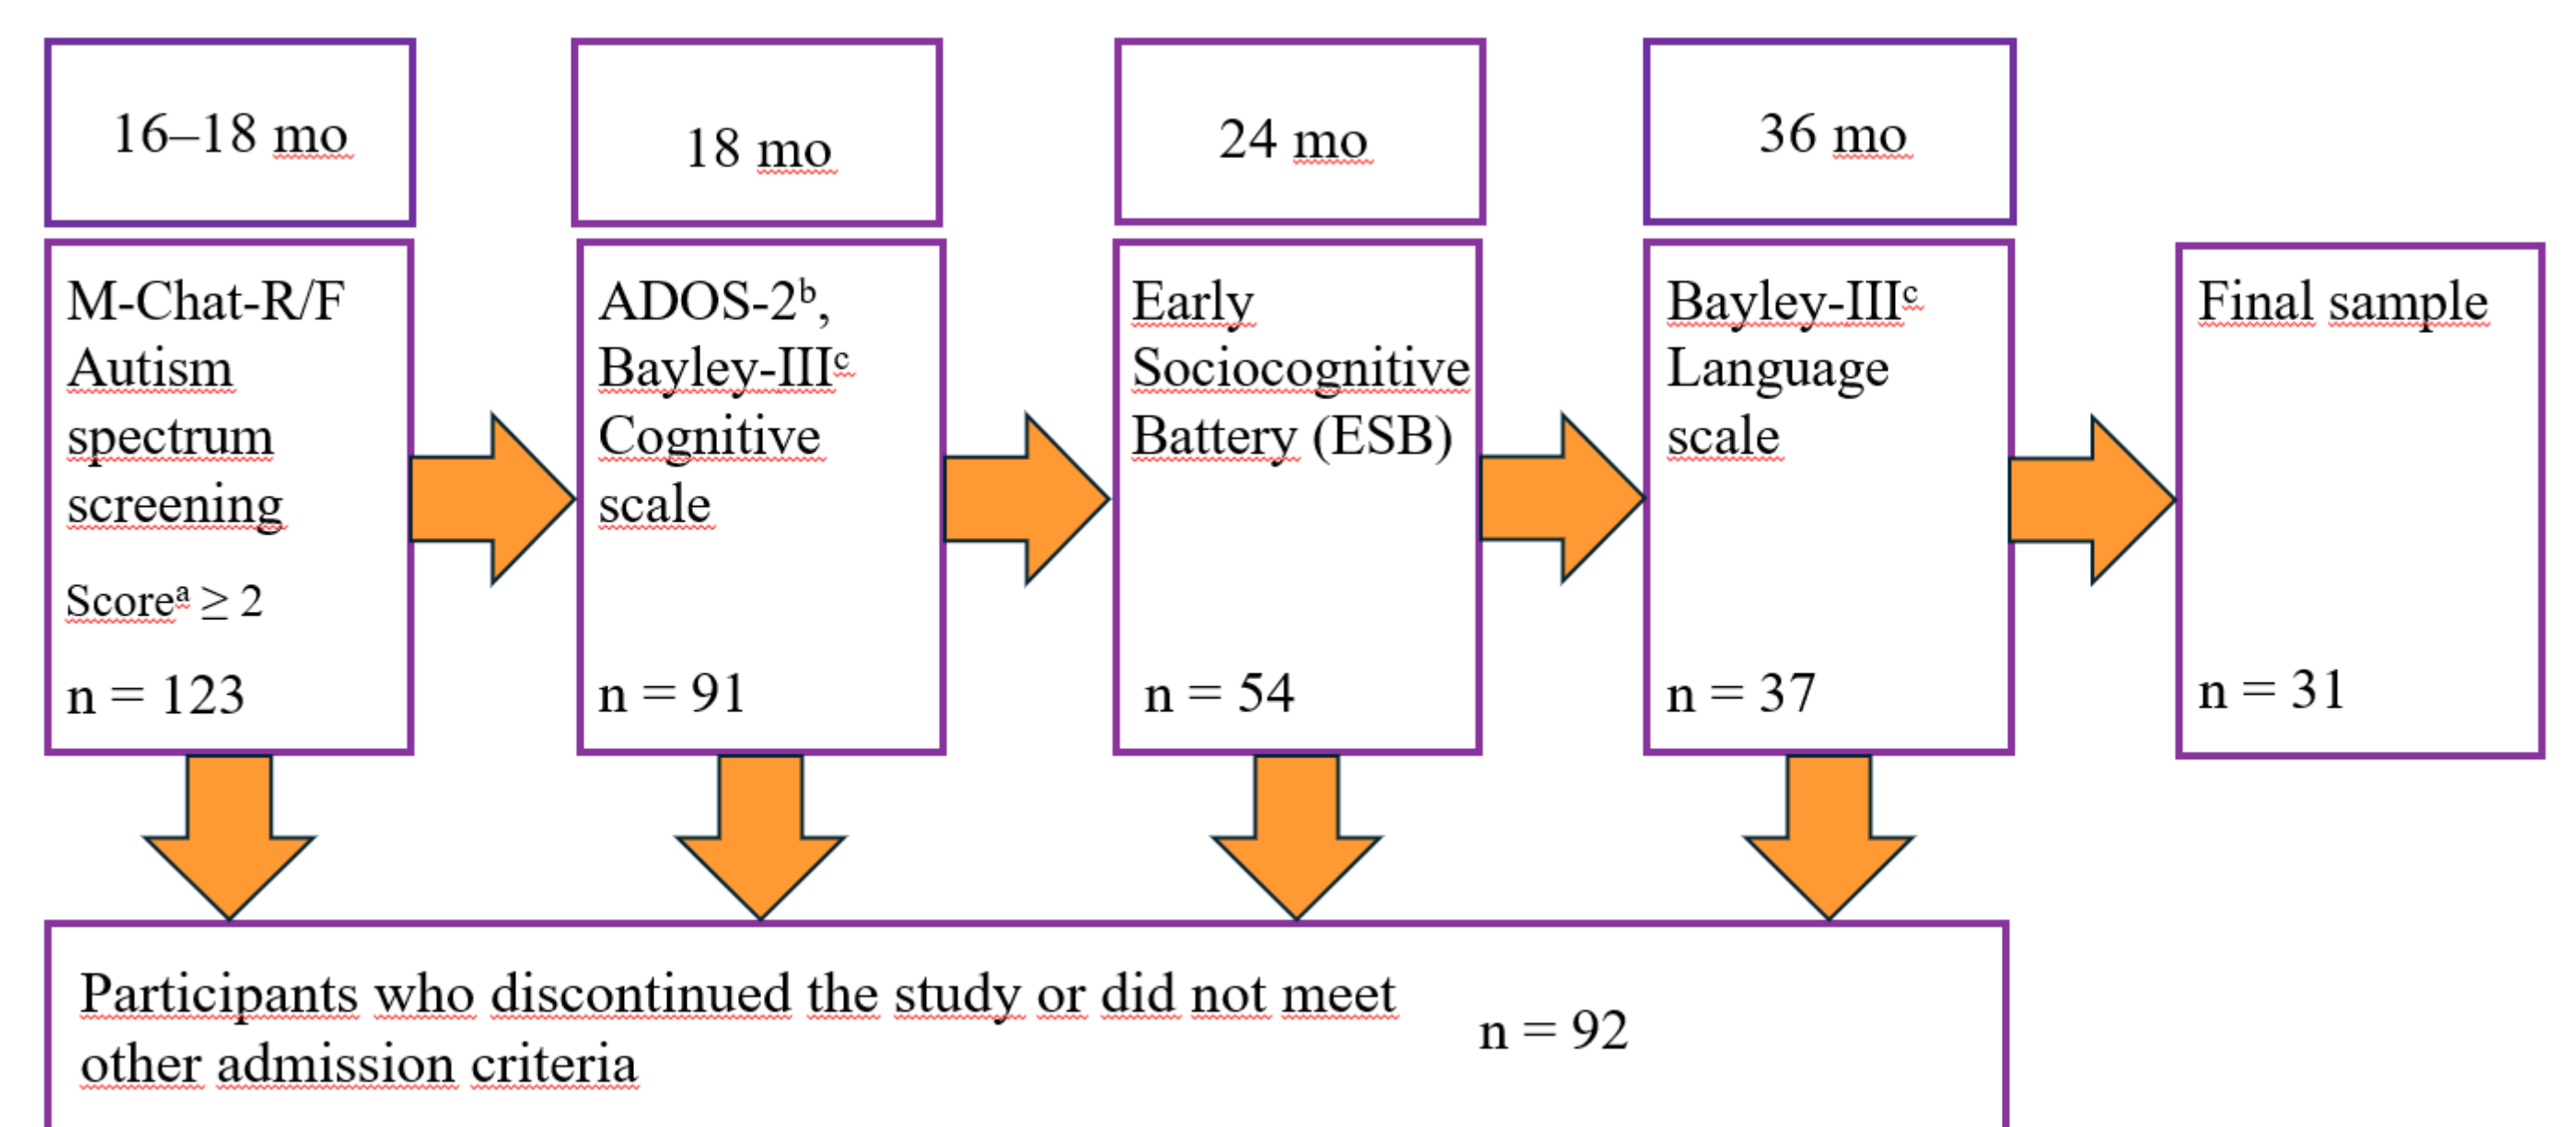 16–18 mo
18 mo
24 mo
36 mo
M-Chat-R/F
Autism
spectrum
screening
Scoreᵃ ≥ 2
n = 123
ADOS-2ᵇ,
Bayley-IIIᶜ
Cognitive
scale
n = 91
Early
Sociocognitive
Battery (ESB)
n = 54
Bayley-IIIᶜ
Language
scale
n = 37
Final sample
n = 31
Participants who discontinued the study or did not meet
other admission criteria
n = 92